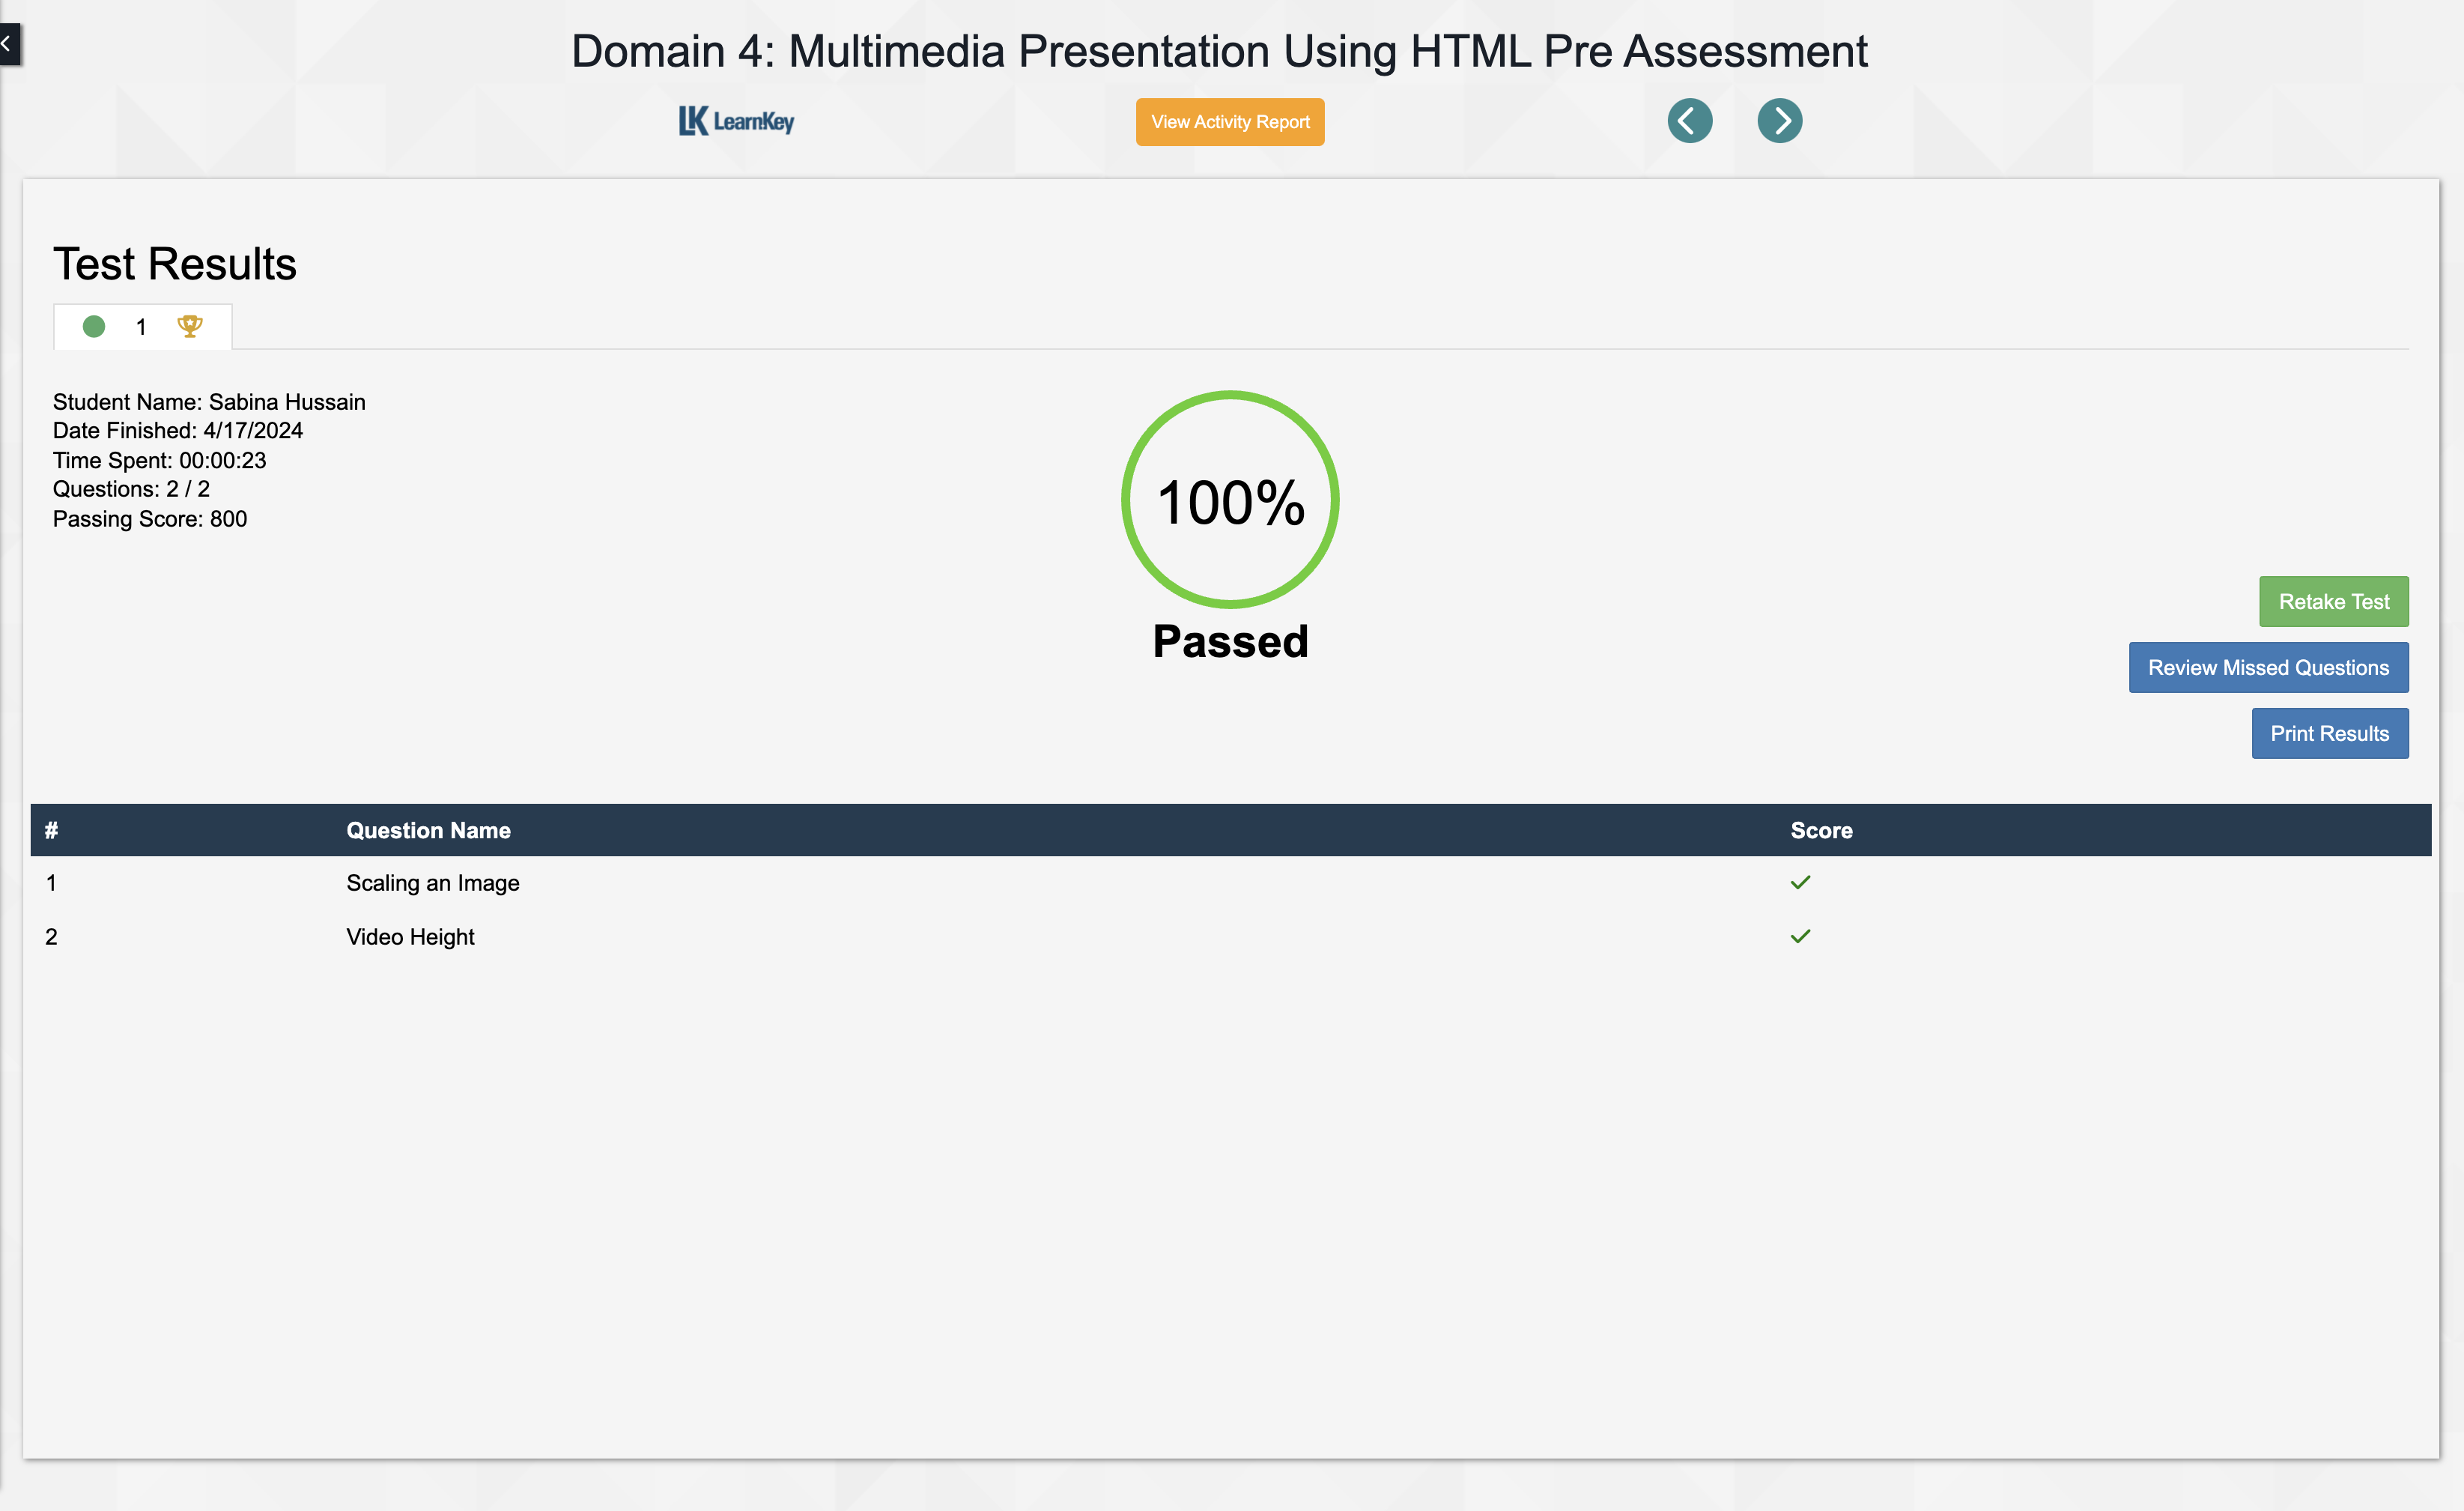 Domain 4: Multimedia Presentation Using HTML Pre Assessment
LK LearnKey
View Activity Report
Test Results
1
Student Name: Sabina Hussain
Date Finished: 4/17/2024
Time Spent: 00:00:23
Questions: 2 / 2
Passing Score: 800
100%
Passed
Retake Test
Review Missed Questions
Print Results
# Question Name Score
1 Scaling an Image
2 Video Height